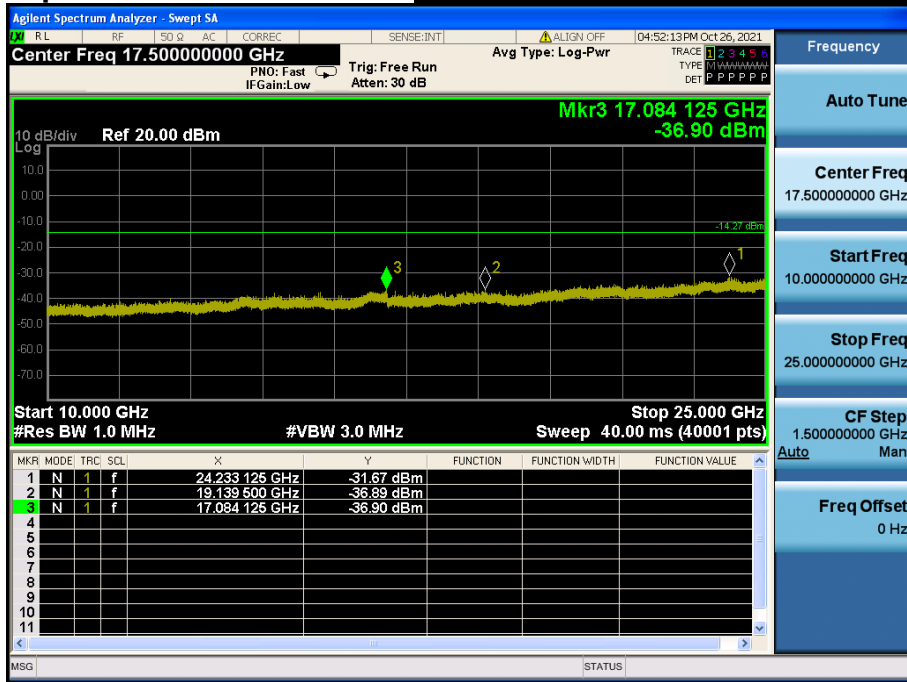 Agilent Spectrum Analyzer - Swept SA
LXI RL RF 50 Ω AC CORREC SENSE:INT ALIGN OFF 04:52:13 PM Oct 26, 2021
Center Freq 17.500000000 GHz
PNO: Fast
IFGain:Low
Trig: Free Run
Atten: 30 dB
Avg Type: Log-Pwr
TRACE 1 2 3 4 5 6
TYPE M WWWWW
DET P P P P P P
Mkr3 17.084 125 GHz
-36.90 dBm
10 dB/div Ref 20.00 dBm
Log
10.0
0.00
-10.0
-14.27 dBm
-20.0
-30.0
3
2
1
-40.0
-50.0
-60.0
-70.0
Start 10.000 GHz Stop 25.000 GHz
#Res BW 1.0 MHz #VBW 3.0 MHz Sweep 40.00 ms (40001 pts)
MKR MODE TRC SCL X Y FUNCTION FUNCTION WIDTH FUNCTION VALUE
1 N 1 f 24.233 125 GHz -31.67 dBm
2 N 1 f 19.139 500 GHz -36.89 dBm
3 N 1 f 17.084 125 GHz -36.90 dBm
4
5
6
7
8
9
10
11
MSG STATUS
Frequency
Auto Tune
Center Freq
17.500000000 GHz
Start Freq
10.000000000 GHz
Stop Freq
25.000000000 GHz
CF Step
1.500000000 GHz
Auto Man
Freq Offset
0 Hz